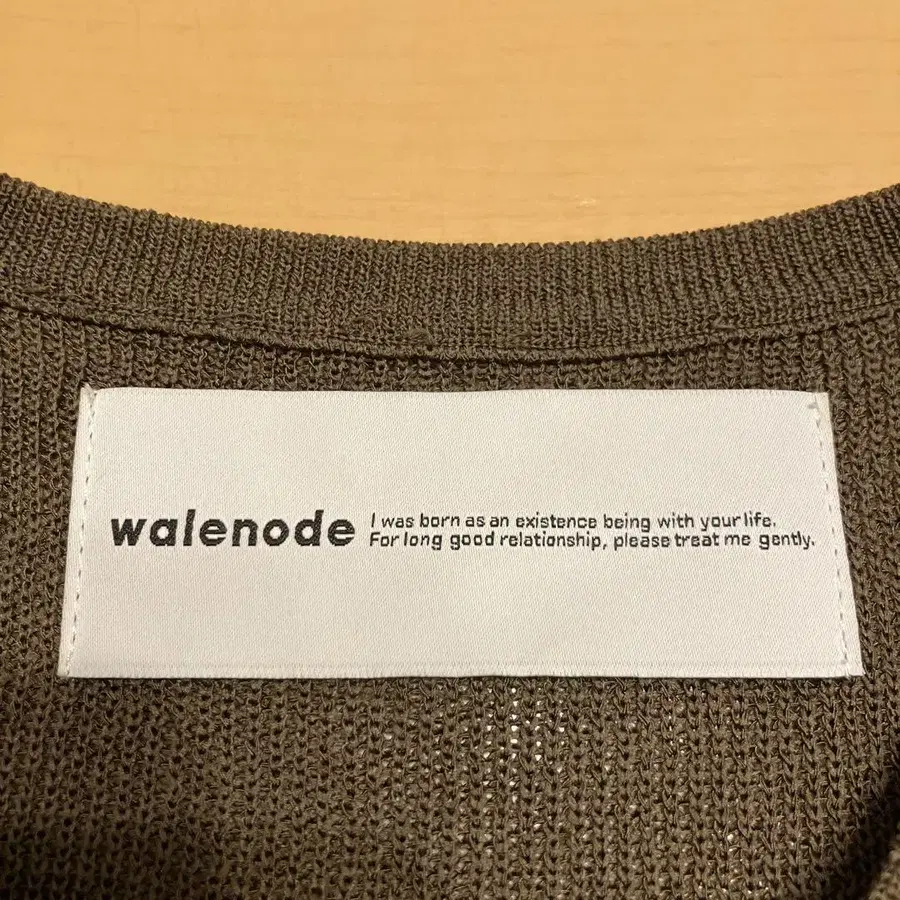 walenode
I was born as an existence being with your life.
For long good relationship, please treat me gently.